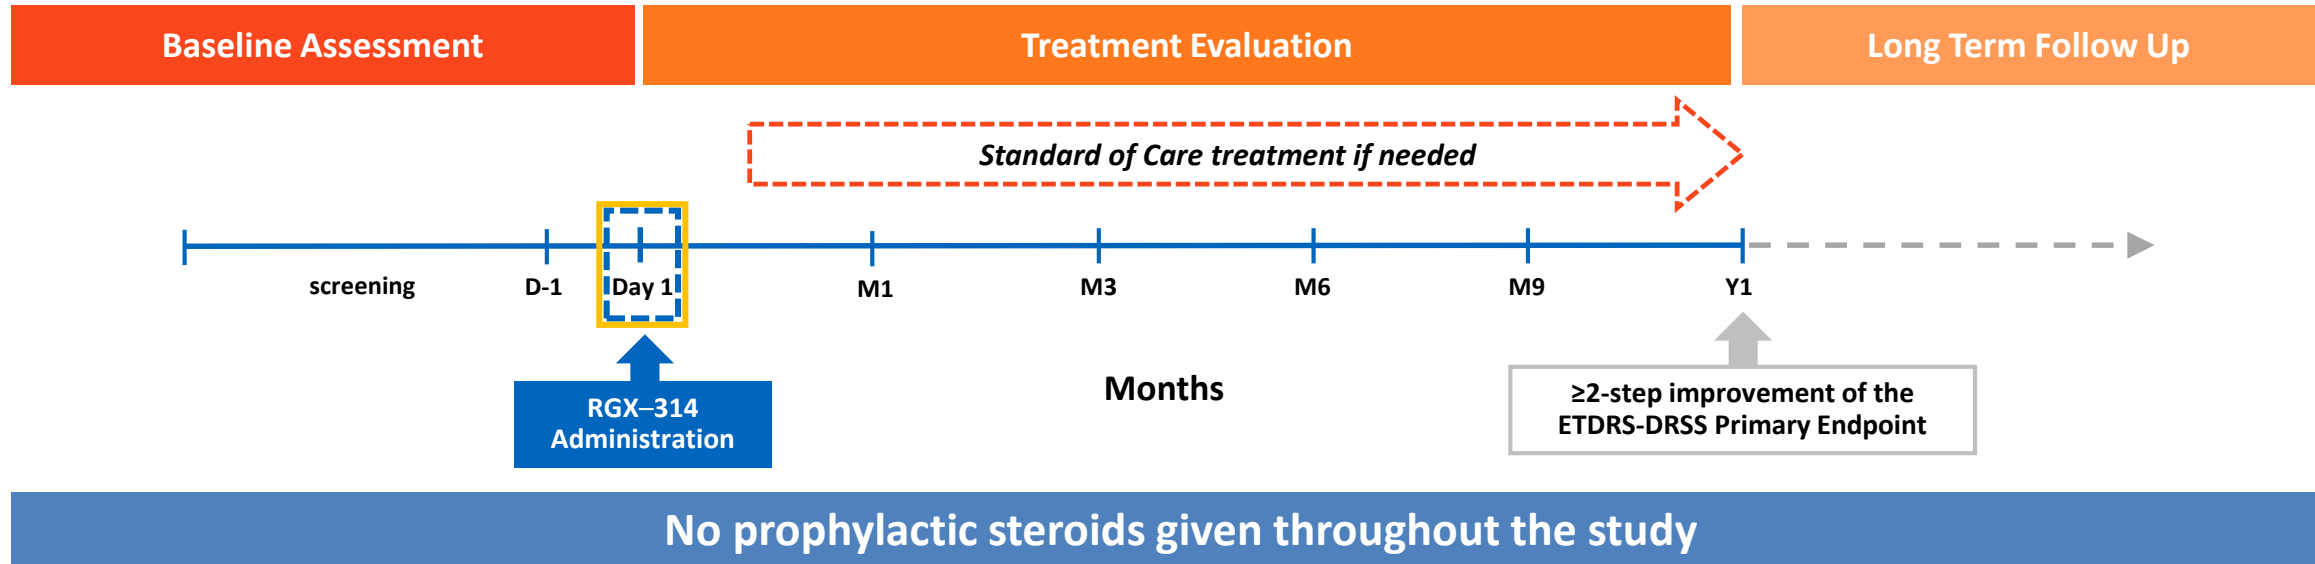 Baseline Assessment
Treatment Evaluation
Long Term Follow Up
Standard of Care treatment if needed
screening
D-1
Day 1
M1
M3
M6
M9
Y1
RGX–314
Administration
Months
≥2-step improvement of the
ETDRS-DRSS Primary Endpoint
No prophylactic steroids given throughout the study